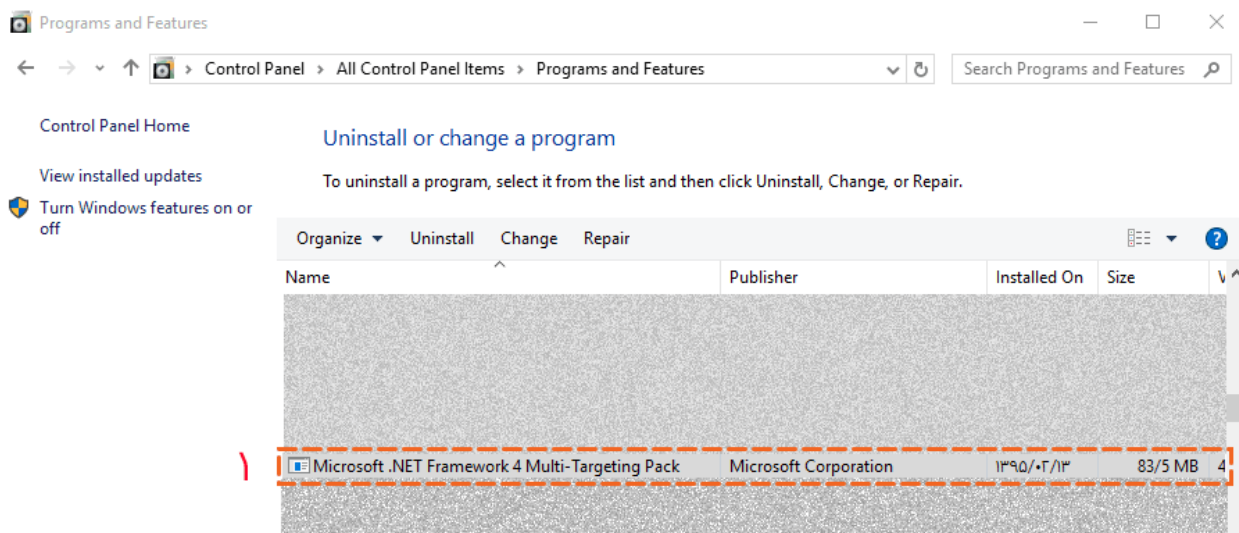 Programs and Features
Control Panel > All Control Panel Items > Programs and Features
Search Programs and Features
Control Panel Home
View installed updates
Turn Windows features on or
off
Uninstall or change a program
To uninstall a program, select it from the list and then click Uninstall, Change, or Repair.
Organize Uninstall Change Repair
Name Publisher Installed On Size
۱ Microsoft .NET Framework 4 Multi-Targeting Pack Microsoft Corporation ۱۳۹۵/۰۲/۱۳ 83/5 MB 4